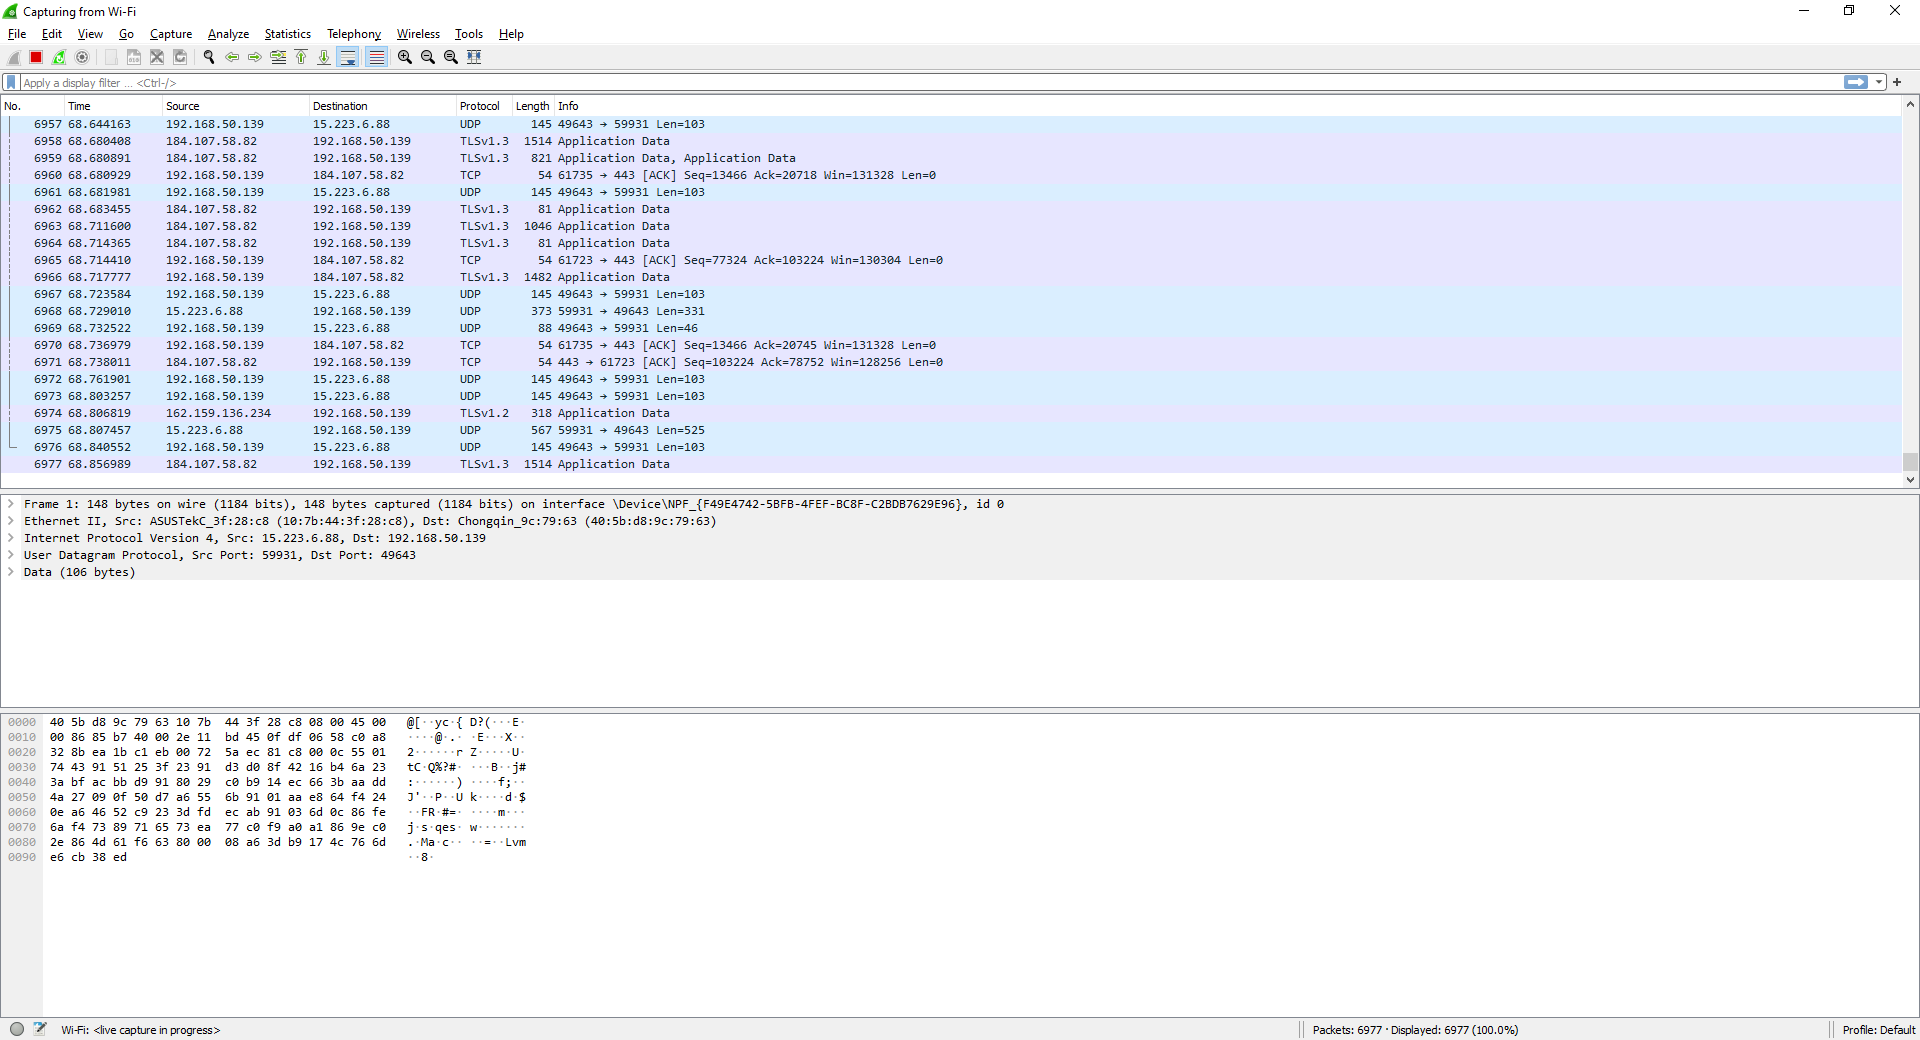 Capturing from Wi-Fi
File Edit View Go Capture Analyze Statistics Telephony Wireless Tools Help
Apply a display filter ... <Ctrl-/>
No. Time Source Destination Protocol Length Info
6957 68.644163 192.168.50.139 15.223.6.88 UDP 145 49643 → 59931 Len=103
6958 68.680408 184.107.58.82 192.168.50.139 TLSv1.3 1514 Application Data
6959 68.680891 184.107.58.82 192.168.50.139 TLSv1.3 821 Application Data, Application Data
6960 68.680929 192.168.50.139 184.107.58.82 TCP 54 61735 → 443 [ACK] Seq=13466 Ack=20718 Win=131328 Len=0
6961 68.681981 192.168.50.139 15.223.6.88 UDP 145 49643 → 59931 Len=103
6962 68.683455 184.107.58.82 192.168.50.139 TLSv1.3 81 Application Data
6963 68.711600 184.107.58.82 192.168.50.139 TLSv1.3 1046 Application Data
6964 68.714365 184.107.58.82 192.168.50.139 TLSv1.3 81 Application Data
6965 68.714410 192.168.50.139 184.107.58.82 TCP 54 61723 → 443 [ACK] Seq=77324 Ack=103224 Win=130304 Len=0
6966 68.717777 192.168.50.139 184.107.58.82 TLSv1.3 1482 Application Data
6967 68.723584 192.168.50.139 15.223.6.88 UDP 145 49643 → 59931 Len=103
6968 68.729010 15.223.6.88 192.168.50.139 UDP 373 59931 → 49643 Len=331
6969 68.732522 192.168.50.139 15.223.6.88 UDP 88 49643 → 59931 Len=46
6970 68.736979 192.168.50.139 184.107.58.82 TCP 54 61735 → 443 [ACK] Seq=13466 Ack=20745 Win=131328 Len=0
6971 68.738011 184.107.58.82 192.168.50.139 TCP 54 443 → 61723 [ACK] Seq=103224 Ack=78752 Win=128256 Len=0
6972 68.761901 192.168.50.139 15.223.6.88 UDP 145 49643 → 59931 Len=103
6973 68.803257 192.168.50.139 15.223.6.88 UDP 145 49643 → 59931 Len=103
6974 68.806819 162.159.136.234 192.168.50.139 TLSv1.2 318 Application Data
6975 68.807457 15.223.6.88 192.168.50.139 UDP 567 59931 → 49643 Len=525
6976 68.840552 192.168.50.139 15.223.6.88 UDP 145 49643 → 59931 Len=103
6977 68.856989 184.107.58.82 192.168.50.139 TLSv1.3 1514 Application Data
Frame 1: 148 bytes on wire (1184 bits), 148 bytes captured (1184 bits) on interface \Device\NPF_{F49E4742-5BFB-4FEF-BC8F-C2BDB7629E96}, id 0
Ethernet II, Src: ASUSTekC_3f:28:c8 (10:7b:44:3f:28:c8), Dst: Chongqin_9c:79:63 (40:5b:d8:9c:79:63)
Internet Protocol Version 4, Src: 15.223.6.88, Dst: 192.168.50.139
User Datagram Protocol, Src Port: 59931, Dst Port: 49643
Data (106 bytes)
0000 40 5b d8 9c 79 63 10 7b 44 3f 28 c8 08 00 45 00 @[··yc·{ D?(···E·
0010 00 86 85 b7 40 00 2e 11 bd 45 0f df 06 58 c0 a8 ····@·.· ·E···X··
0020 32 8b ea 1b c1 eb 00 72 5a ec 81 c8 00 0c 55 01 2······r Z·····U·
0030 74 43 91 51 25 3f 23 91 d3 d0 8f 42 16 b4 6a 23 tC·Q%?#· ···B··j#
0040 3a bf ac bb d9 91 80 29 c0 b9 14 ec 66 3b aa dd :······) ····f;··
0050 4a 27 09 0f 50 d7 a6 55 6b 91 01 aa e8 64 f4 24 J'··P··U k····d·$
0060 0e a6 46 52 c9 23 3d fd ec ab 91 03 6d 0c 86 fe ··FR·#=· ····m···
0070 6a f4 73 89 71 65 73 ea 77 c0 f9 a0 a1 86 9e c0 j·s·qes· w·······
0080 2e 86 4d 61 f6 63 80 00 08 a6 3d b9 17 4c 76 6d .·Ma·c·· ··=··Lvm
0090 e6 cb 38 ed ··8·
Wi-Fi: <live capture in progress>
Packets: 6977 · Displayed: 6977 (100.0%)
Profile: Default